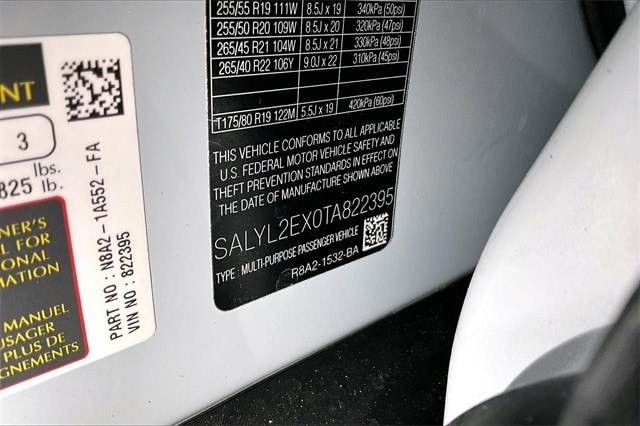 255/55 R19 111W 8.5J x 19 340kPa (50psi)
255/50 R20 109W 8.5J x 20 320kPa (47psi)
265/45 R21 104W 8.5J x 21 330kPa (48psi)
265/40 R22 106Y 9.0J x 22 310kPa (45psi)
T175/80 R19 122M 5.5J x 19 420kPa (60psi)
THIS VEHICLE CONFORMS TO ALL APPLICABLE
U.S. FEDERAL MOTOR VEHICLE SAFETY AND
THEFT PREVENTION STANDARDS IN EFFECT ON
THE DATE OF MANUFACTURE SHOWN ABOVE
SALYL2EX0TA822395
TYPE : MULTI-PURPOSE PASSENGER VEHICLE
R8A2-1532-BA
NT
3
lbs.
825 lb.
NER'S
L FOR
ONAL
MATION
MANUEL
USAGER
PLUS DE
GNEMENTS
PART NO : N8A2-1A552-FA
VIN NO : 822395